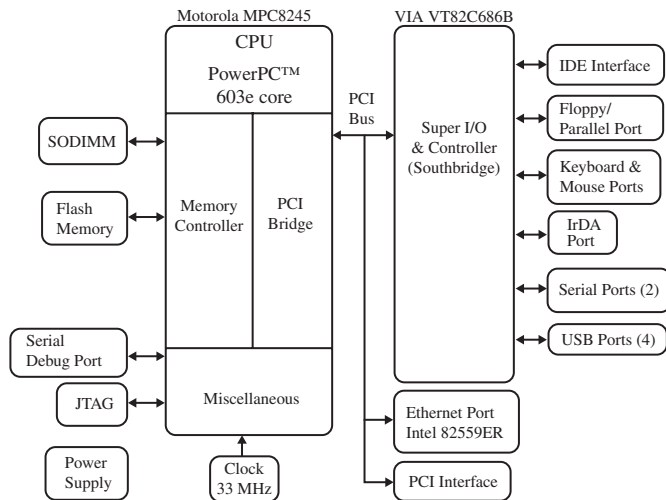 Motorola MPC8245
VIA VT82C686B
CPU
PowerPC™
603e core
PCI
Bus
SODIMM
Flash
Memory
Memory
Controller
PCI
Bridge
Super I/O
& Controller
(Southbridge)
IDE Interface
Floppy/
Parallel Port
Keyboard &
Mouse Ports
IrDA
Port
Serial Ports (2)
USB Ports (4)
Serial
Debug Port
JTAG
Miscellaneous
Power
Supply
Clock
33 MHz
Ethernet Port
Intel 82559ER
PCI Interface